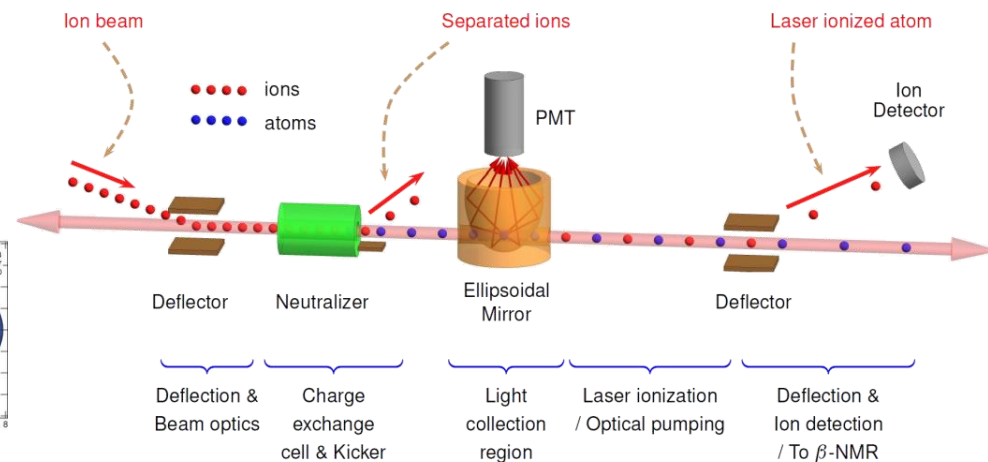 Ion beam
Separated ions
Laser ionized atom
ions
atoms
PMT
Ion
Detector
Deflector
Neutralizer
Ellipsoidal
Mirror
Deflector
Deflection &
Beam optics
Charge
exchange
cell & Kicker
Light
collection
region
Laser ionization
/ Optical pumping
Deflection &
Ion detection
/ To β-NMR
8